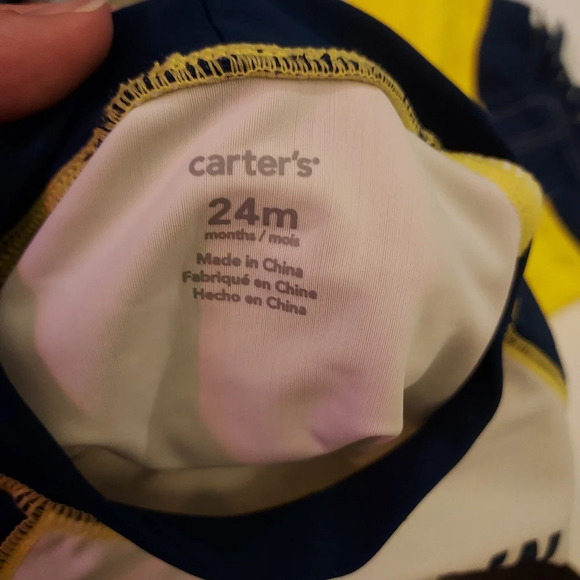 carter's
24m
months / mois
Made in China
Fabriqué en Chine
Hecho en China